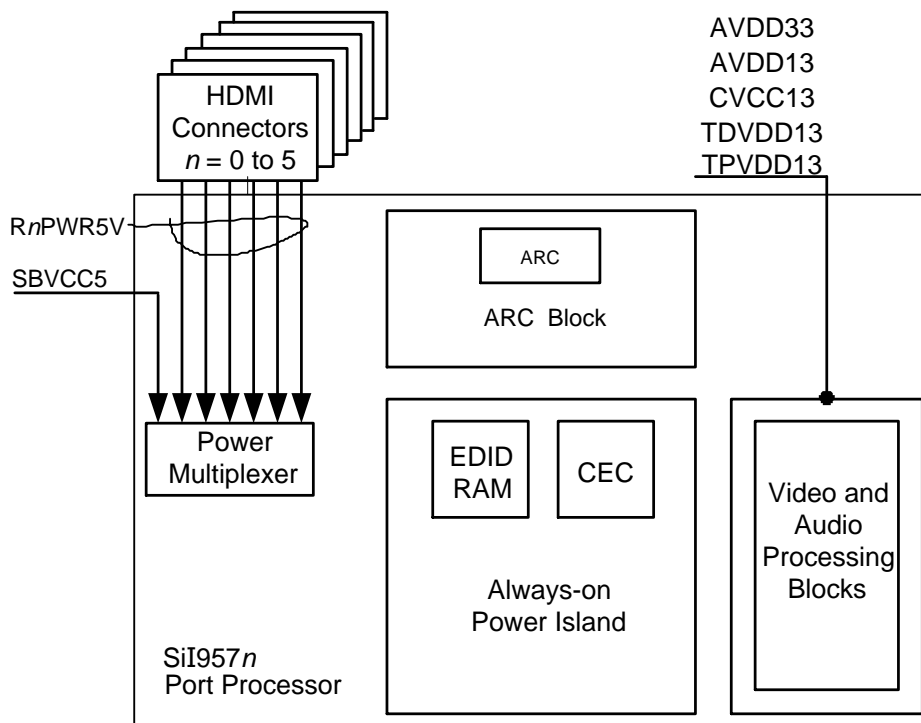 AVDD33
AVDD13
CVCC13
TDVDD13
TPVDD13
HDMI
Connectors
n = 0 to 5
RnPWR5V
SBVCC5
ARC
ARC Block
Power
Multiplexer
EDID
RAM
CEC
Always-on
Power Island
Video and
Audio
Processing
Blocks
SiI957n
Port Processor